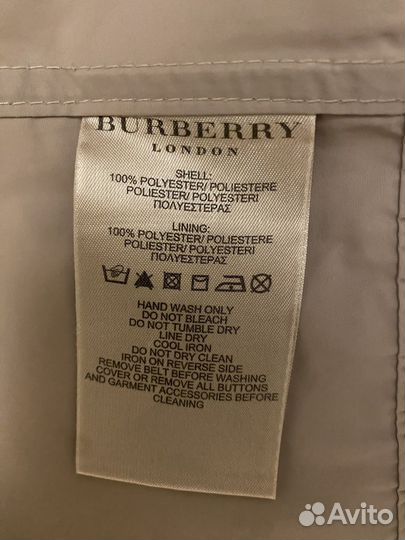 BURBERRY
LONDON
SHELL:
100% POLYESTER/ POLIESTERE
POLIESTER/ POLIESTERI
ΠΟΛΥΕΣΤΕΡΑΣ
LINING:
100% POLYESTER/ POLIESTERE
POLIESTER/ POLIESTERI
ΠΟΛΥΕΣΤΕΡΑΣ
HAND WASH ONLY
DO NOT BLEACH
DO NOT TUMBLE DRY
LINE DRY
COOL IRON
DO NOT DRY CLEAN
IRON ON REVERSE SIDE
REMOVE BELT BEFORE WASHING
COVER OR REMOVE ALL BUTTONS
AND GARMENT ACCESSORIES BEFORE
CLEANING
Avito